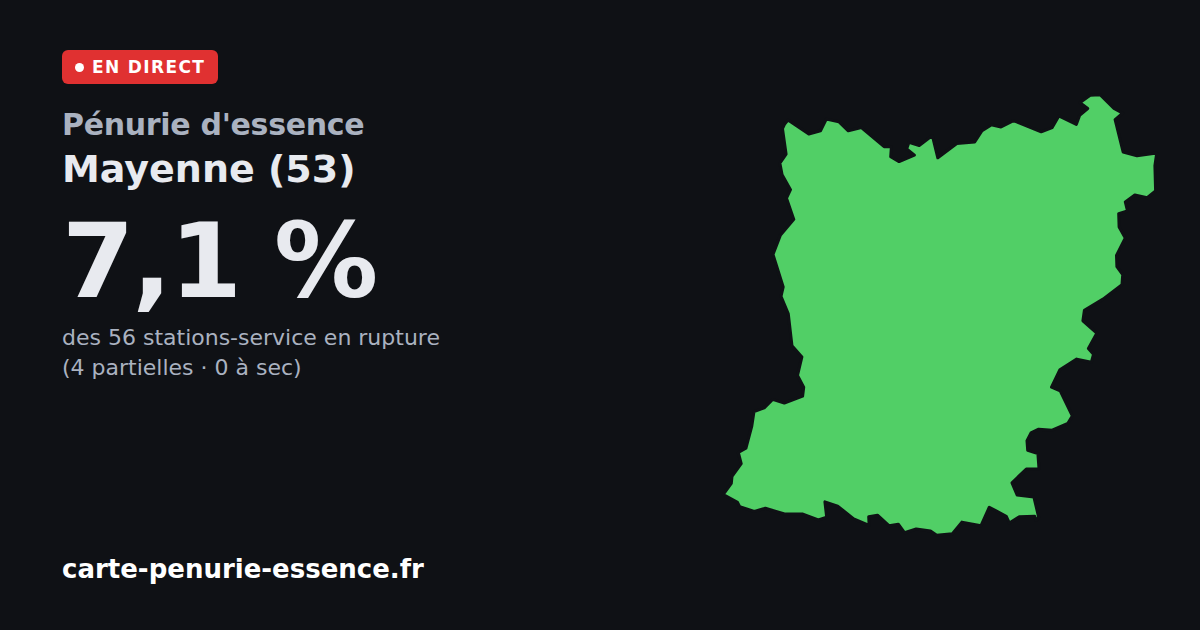 EN DIRECT
Pénurie d'essence
Mayenne (53)
7,1 %
des 56 stations-service en rupture
(4 partielles · 0 à sec)
carte-penurie-essence.fr